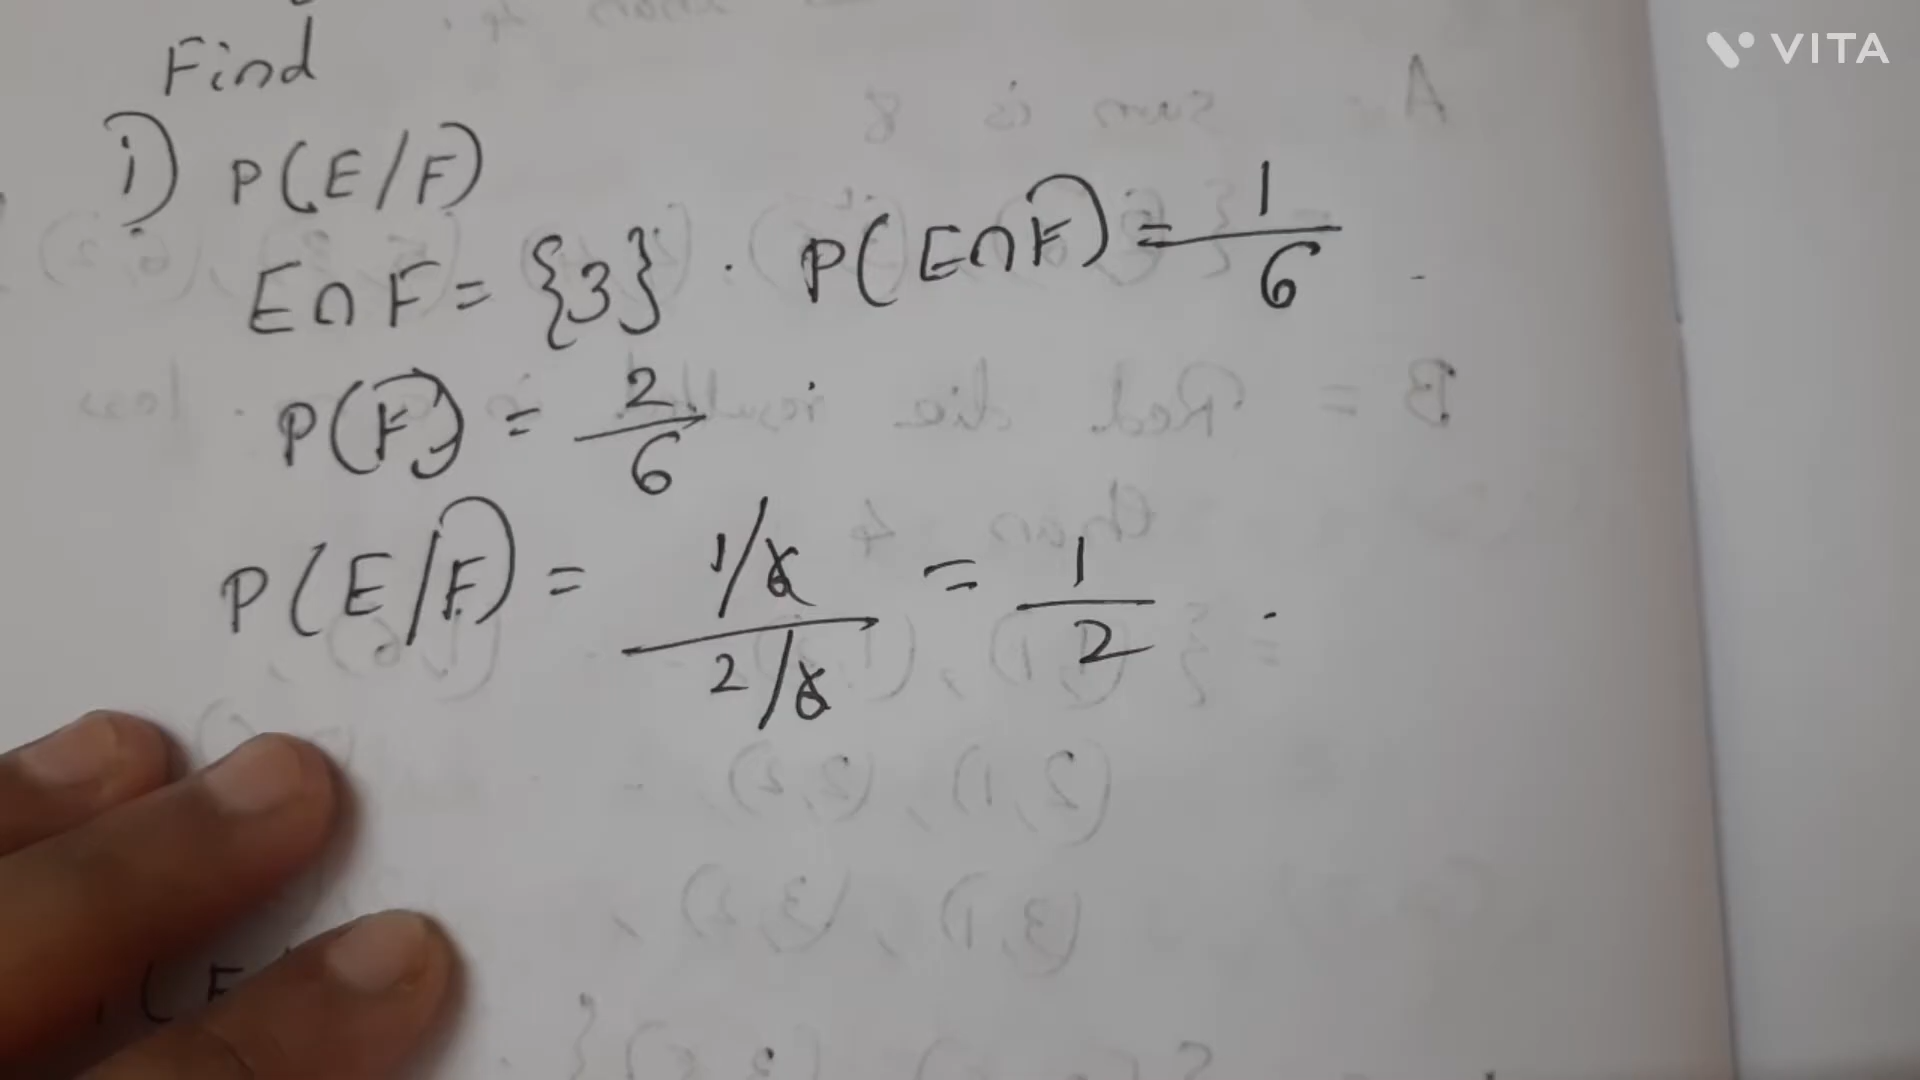 VITA
Find
i) P(E/F)
E∩F = {3} . P(E∩F) = 1/6 .
P(F) = 2/6
P(E/F) = (1/6)/(2/6) = 1/2 .
(E